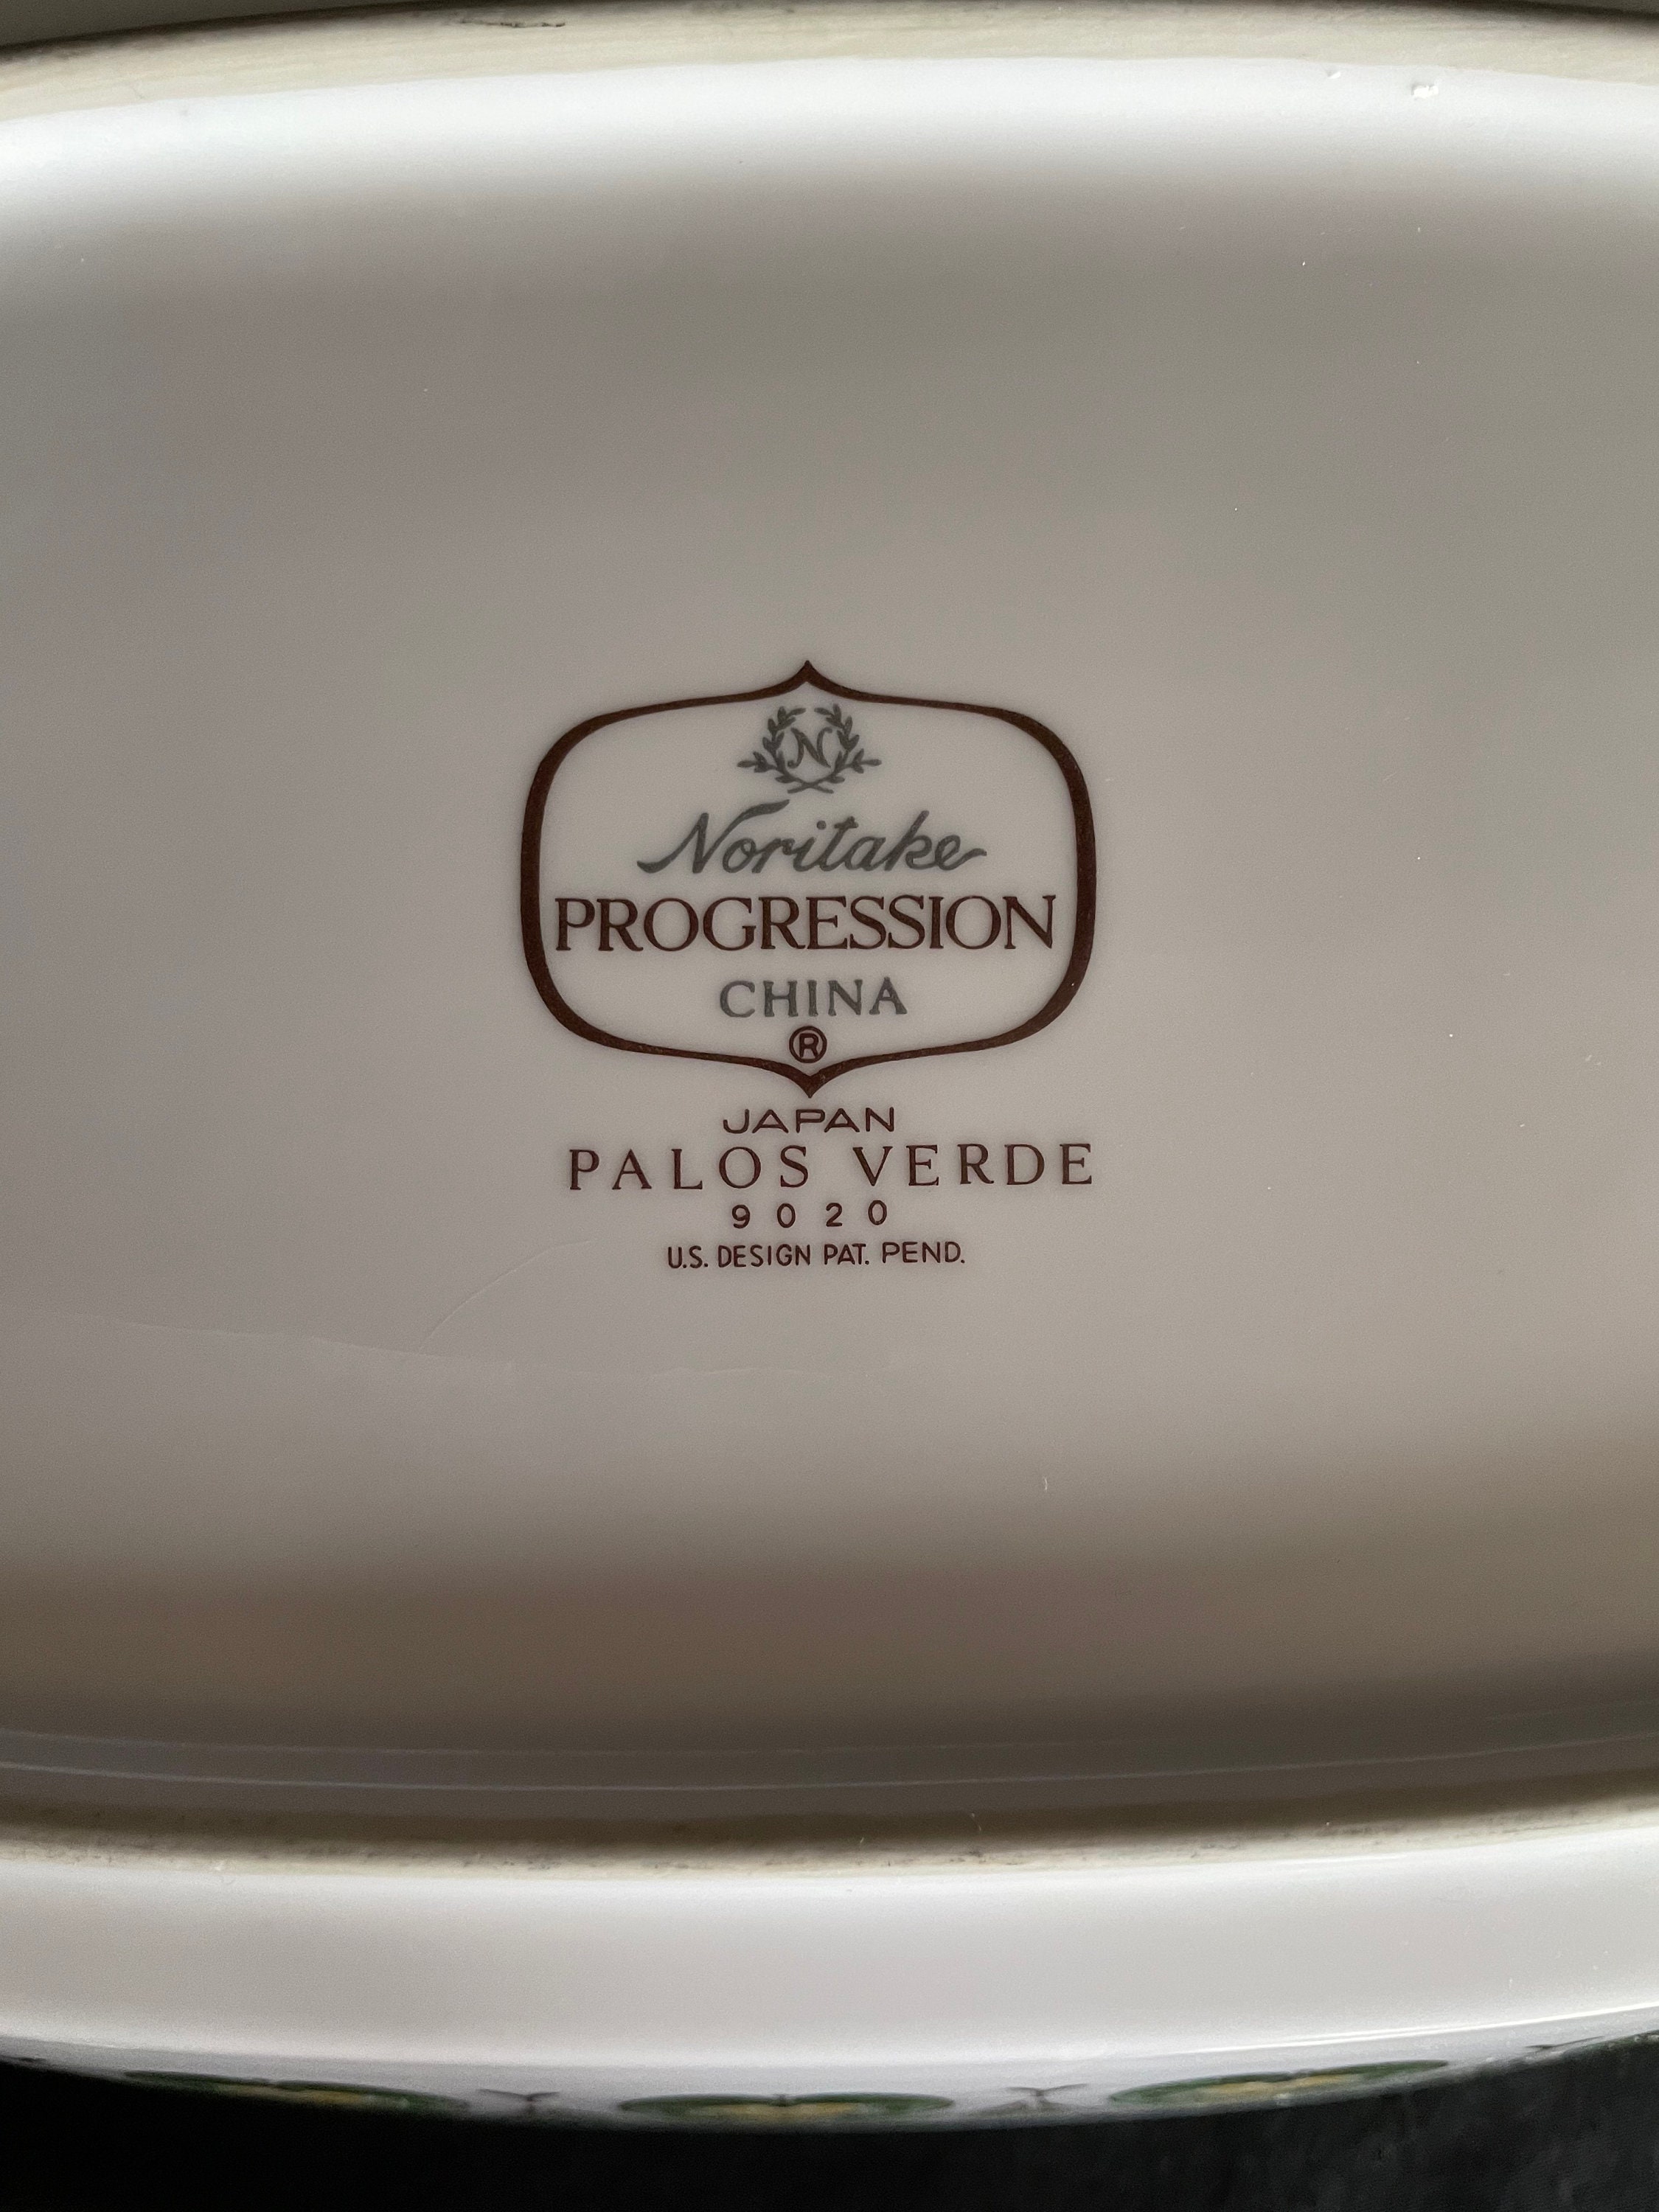 N
Noritake
PROGRESSION
CHINA
®
JAPAN
PALOS VERDE
9020
U.S. DESIGN PAT. PEND.